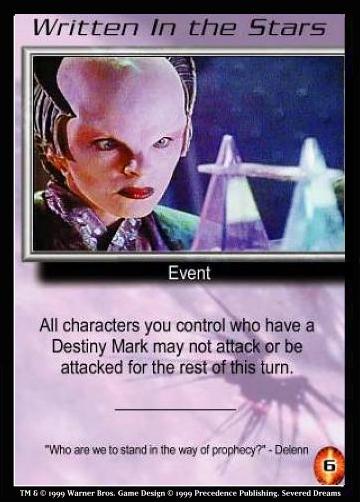 Written In the Stars
Event
All characters you control who have a
Destiny Mark may not attack or be
attacked for the rest of this turn.
"Who are we to stand in the way of prophecy?" - Delenn
6
TM & © 1999 Warner Bros. Game Design © 1999 Precedence Publishing. Severed Dreams